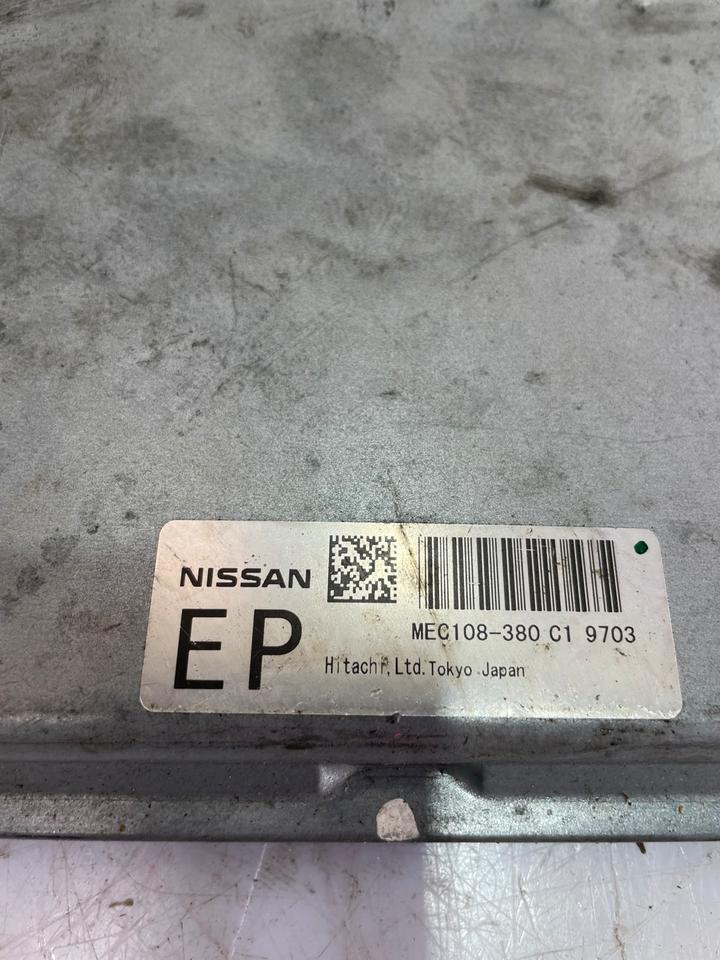 NISSAN
EP
MEC108-380 C1 9703
Hitachi,Ltd.Tokyo Japan